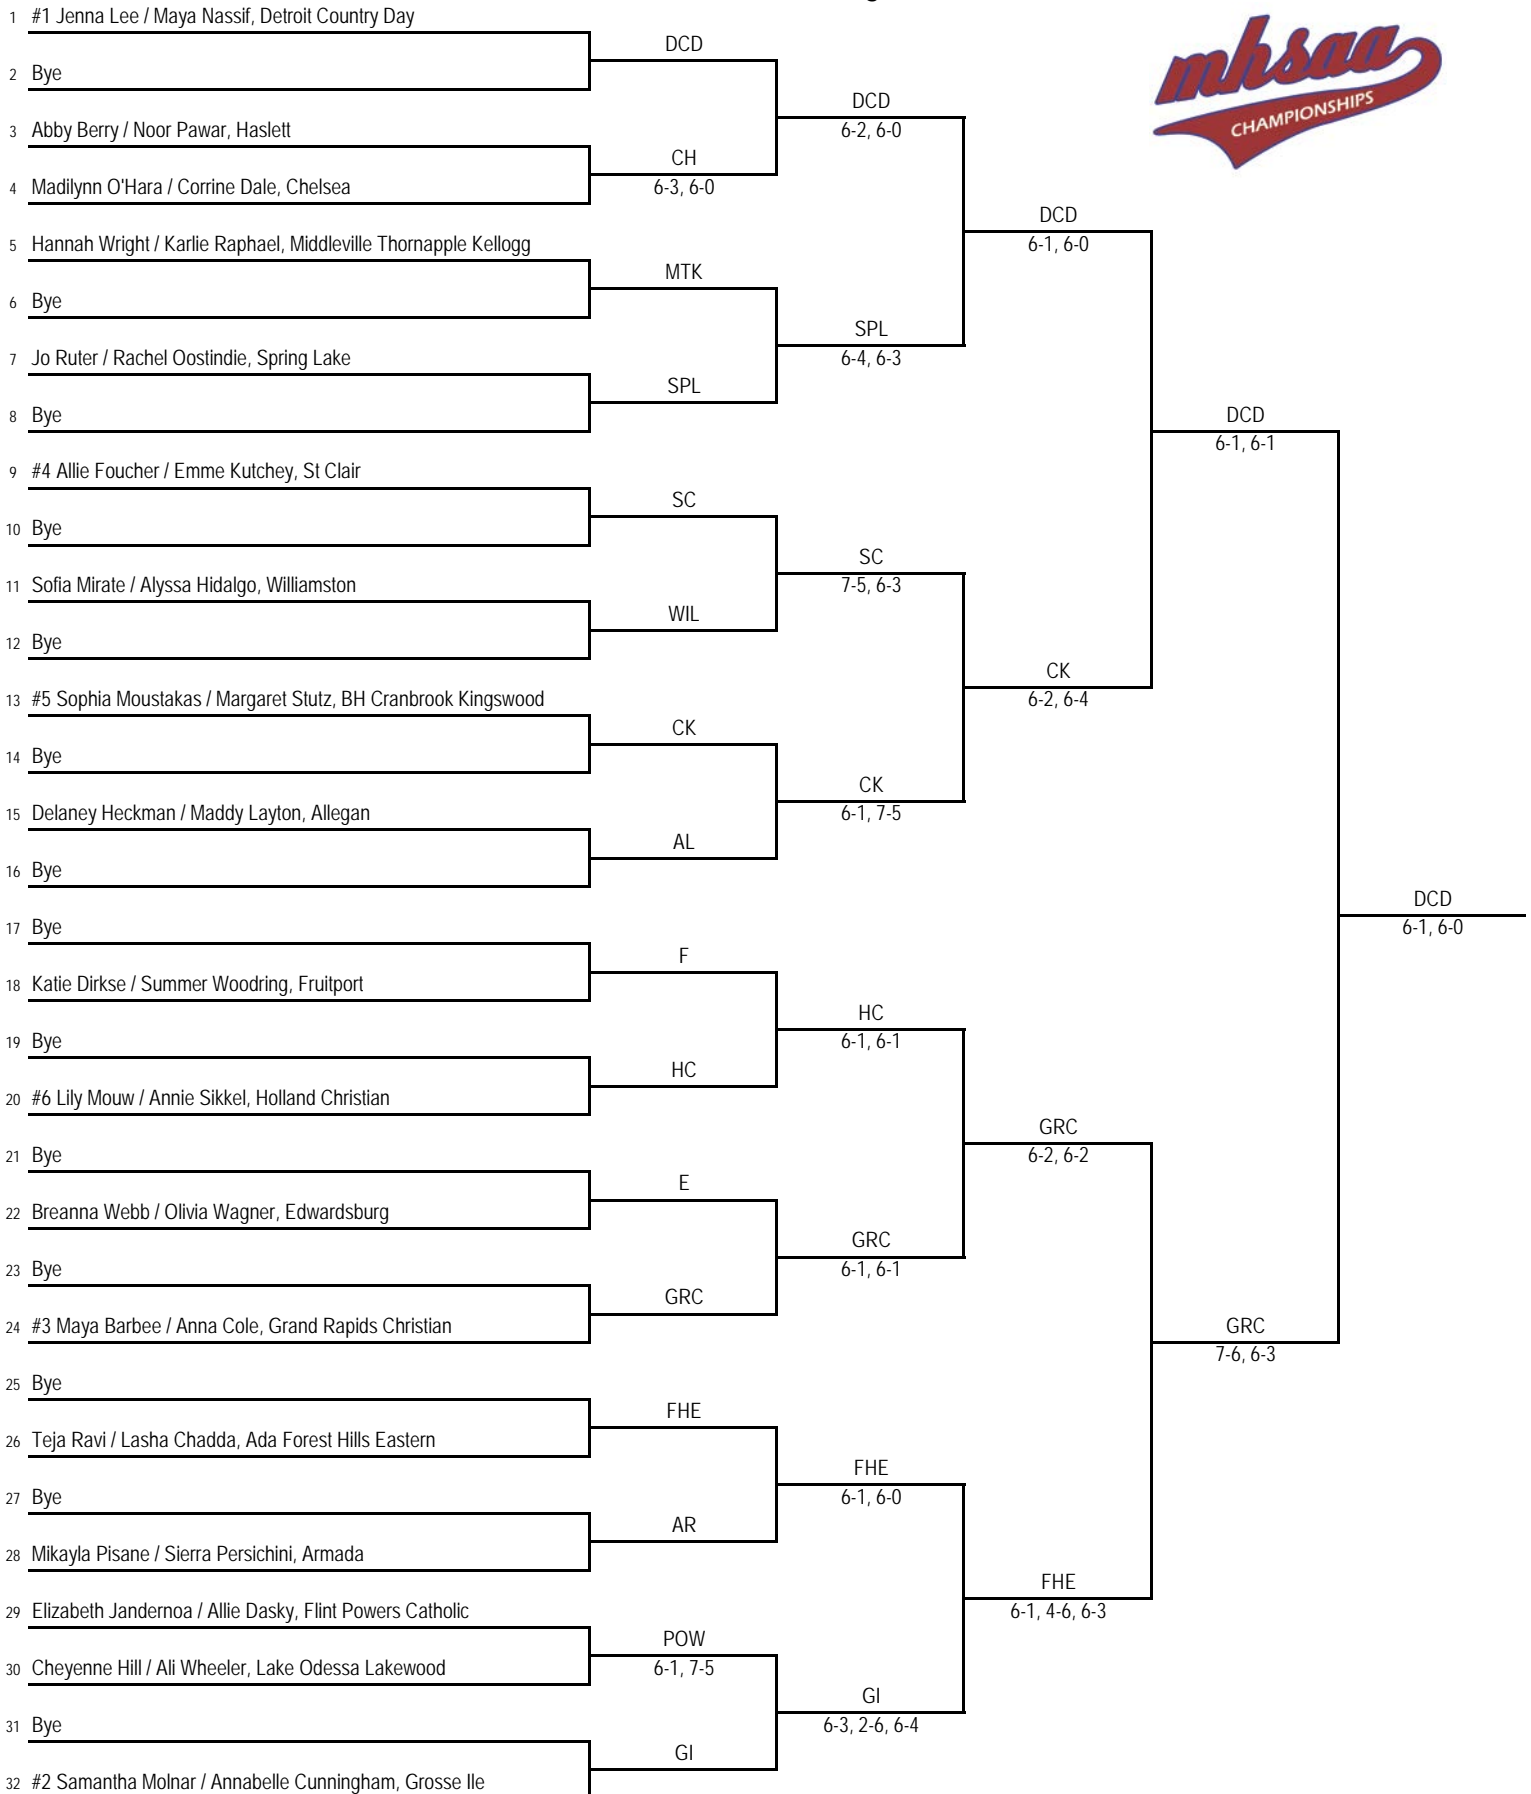 1 #1 Jenna Lee / Maya Nassif, Detroit Country Day
DCD
2 Bye
DCD
6-2, 6-0
3 Abby Berry / Noor Pawar, Haslett
CH
6-3, 6-0
4 Madilynn O'Hara / Corrine Dale, Chelsea
DCD
6-1, 6-0
5 Hannah Wright / Karlie Raphael, Middleville Thornapple Kellogg
MTK
6 Bye
SPL
6-4, 6-3
7 Jo Ruter / Rachel Oostindie, Spring Lake
SPL
8 Bye
DCD
6-1, 6-1
9 #4 Allie Foucher / Emme Kutchey, St Clair
SC
10 Bye
SC
7-5, 6-3
11 Sofia Mirate / Alyssa Hidalgo, Williamston
WIL
12 Bye
CK
6-2, 6-4
13 #5 Sophia Moustakas / Margaret Stutz, BH Cranbrook Kingswood
CK
14 Bye
CK
6-1, 7-5
15 Delaney Heckman / Maddy Layton, Allegan
AL
16 Bye
DCD
6-1, 6-0
17 Bye
F
18 Katie Dirkse / Summer Woodring, Fruitport
HC
6-1, 6-1
19 Bye
HC
20 #6 Lily Mouw / Annie Sikkel, Holland Christian
GRC
6-2, 6-2
21 Bye
E
22 Breanna Webb / Olivia Wagner, Edwardsburg
GRC
6-1, 6-1
23 Bye
GRC
24 #3 Maya Barbee / Anna Cole, Grand Rapids Christian
GRC
7-6, 6-3
25 Bye
FHE
26 Teja Ravi / Lasha Chadda, Ada Forest Hills Eastern
FHE
6-1, 6-0
27 Bye
AR
28 Mikayla Pisane / Sierra Persichini, Armada
FHE
6-1, 4-6, 6-3
29 Elizabeth Jandernoa / Allie Dasky, Flint Powers Catholic
POW
6-1, 7-5
30 Cheyenne Hill / Ali Wheeler, Lake Odessa Lakewood
GI
6-3, 2-6, 6-4
31 Bye
GI
32 #2 Samantha Molnar / Annabelle Cunningham, Grosse Ile
mhsaa
CHAMPIONSHIPS